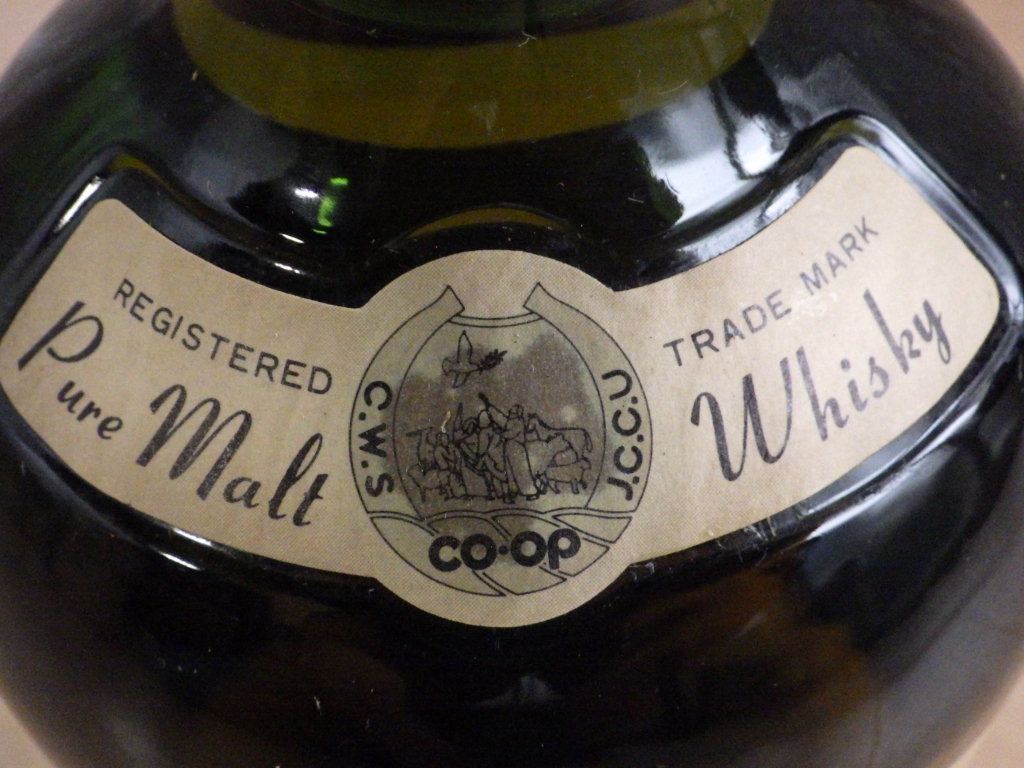 REGISTERED TRADE MARK
Pure Malt Whisky
C.W.S. J.C.C.U
CO·OP